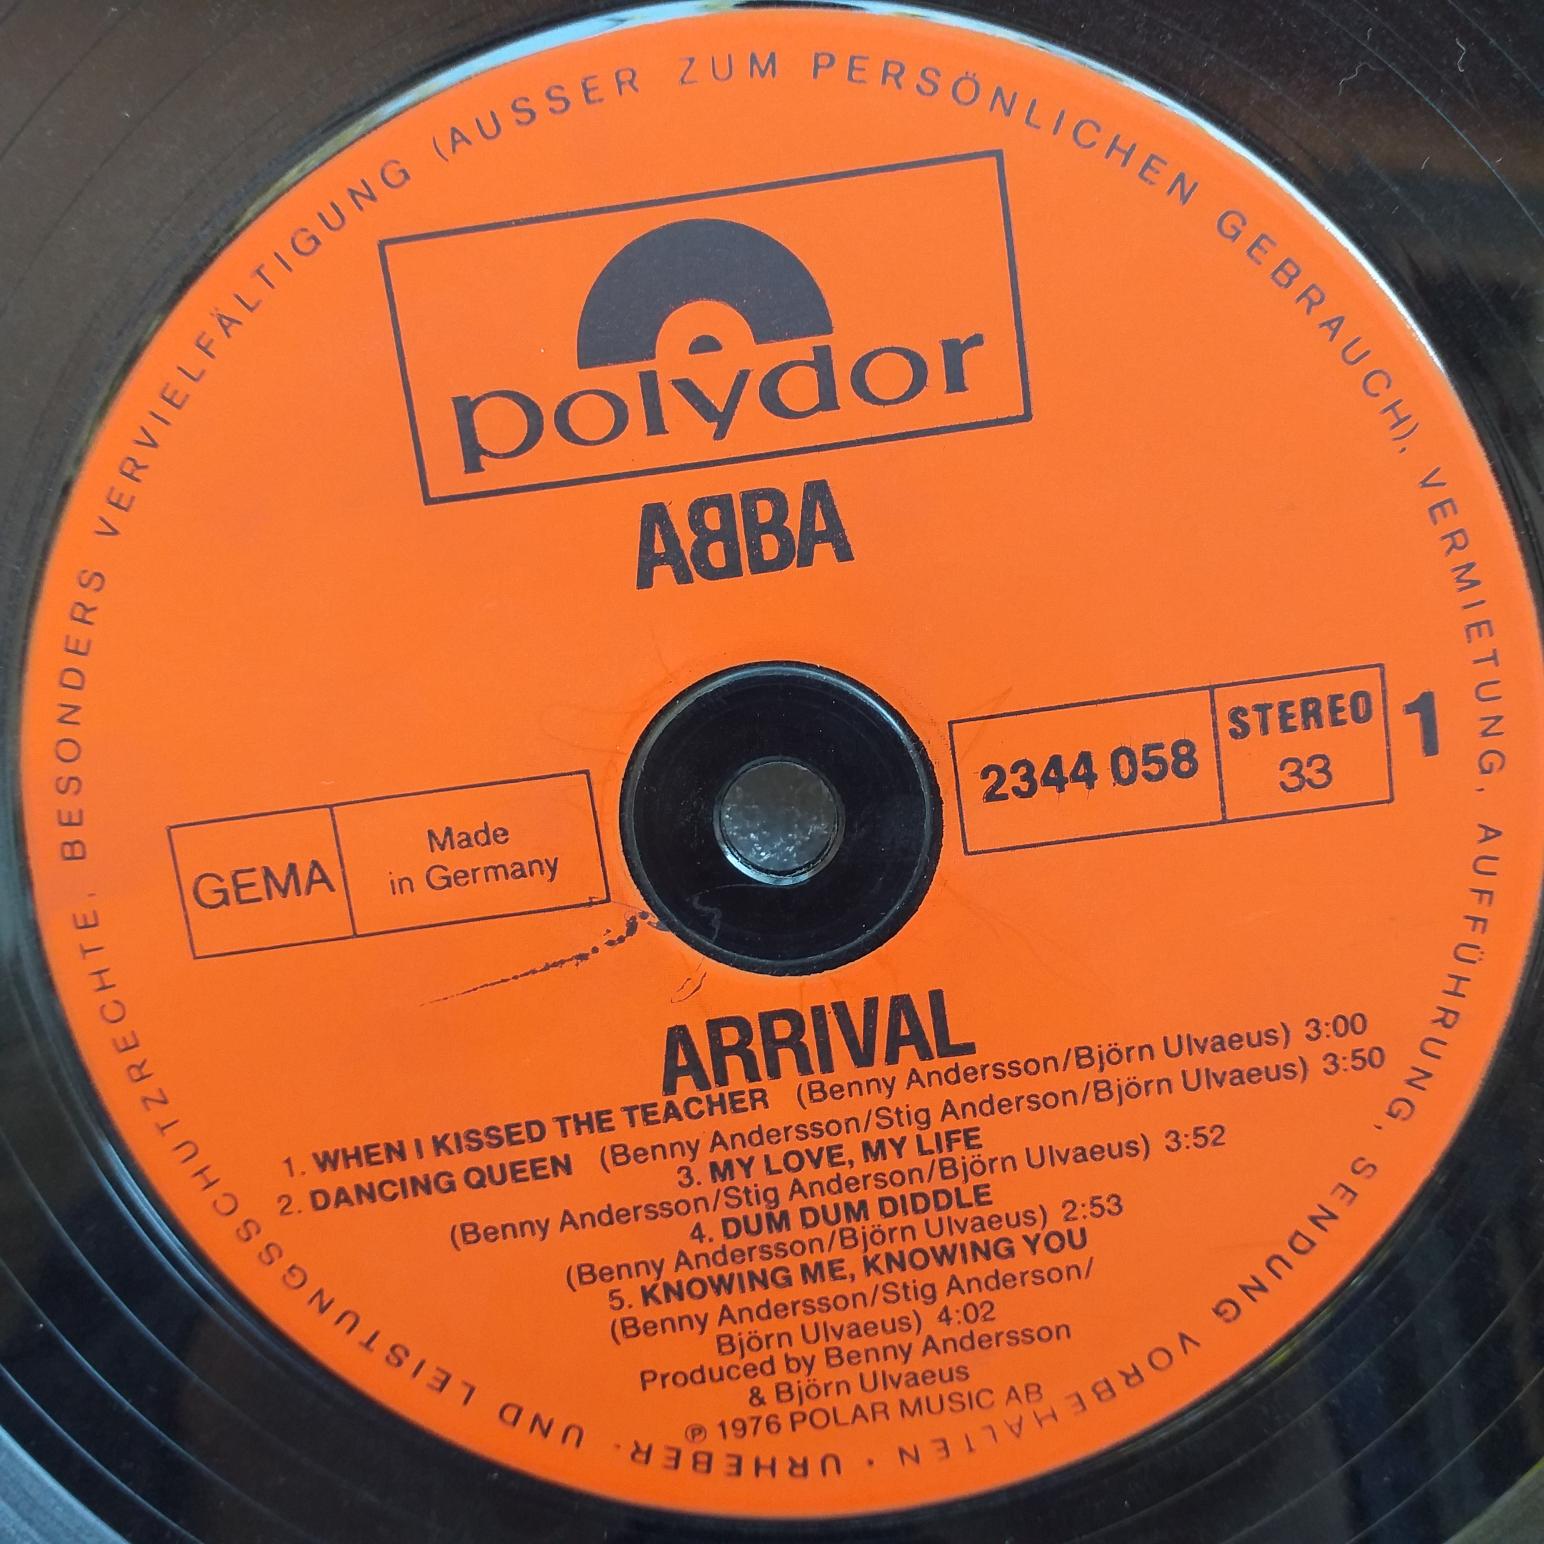 URHEBER- UND LEISTUNGSSCHUTZRECHTE, BESONDERS VERVIELFÄLTIGUNG (AUSSER ZUM PERSÖNLICHEN GEBRAUCH), VERMIETUNG, AUFFÜHRUNG, SENDUNG VORBEHALTEN ·
polydor
ABBA
2344 058
STEREO
33
1
GEMA
Made
in Germany
ARRIVAL
1. WHEN I KISSED THE TEACHER (Benny Andersson/Björn Ulvaeus) 3:00
2. DANCING QUEEN (Benny Andersson/Stig Anderson/Björn Ulvaeus) 3:50
3. MY LOVE, MY LIFE
(Benny Andersson/Stig Anderson/Björn Ulvaeus) 3:52
4. DUM DUM DIDDLE
(Benny Andersson/Björn Ulvaeus) 2:53
5. KNOWING ME, KNOWING YOU
(Benny Andersson/Stig Anderson/
Björn Ulvaeus) 4:02
Produced by Benny Andersson
& Björn Ulvaeus
℗ 1976 POLAR MUSIC AB